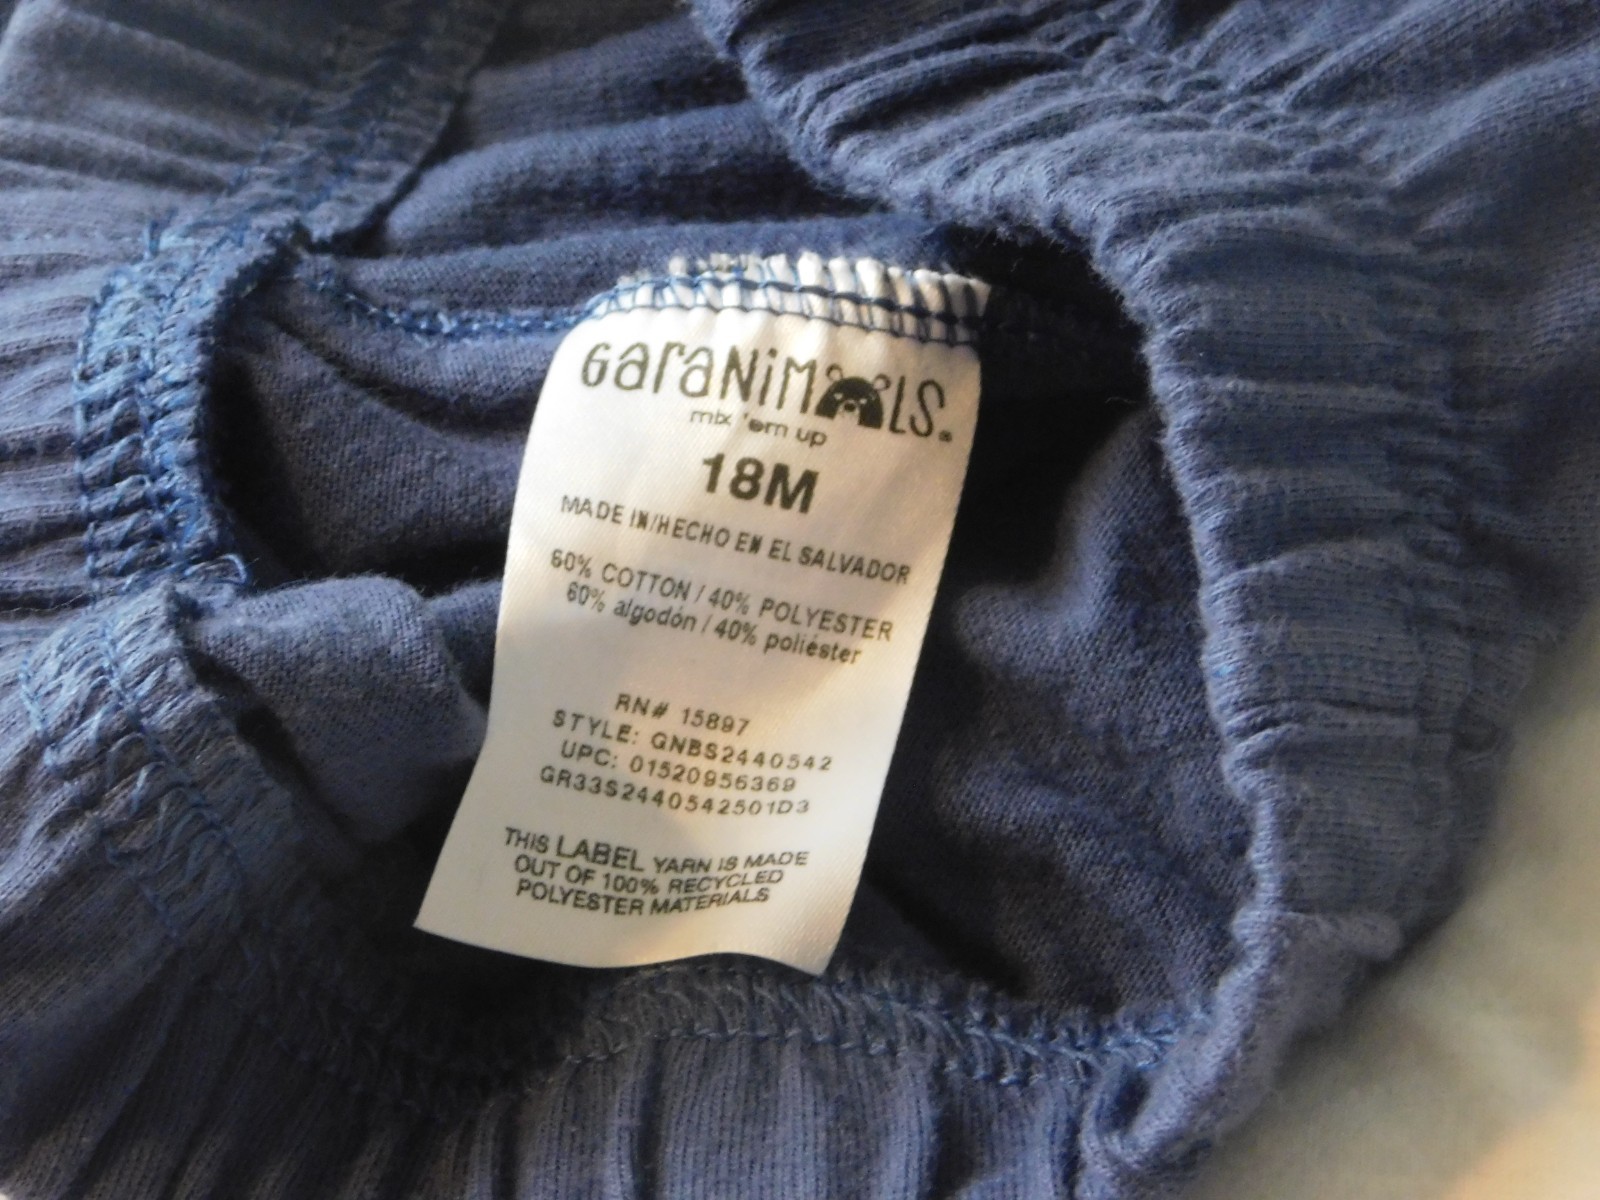 GaraNiMaLS®
mix 'em up
18M
MADE IN/HECHO EN EL SALVADOR
60% COTTON / 40% POLYESTER
60% algodón / 40% poliéster
RN# 15897
STYLE: GNBS2440542
UPC: 01520956369
GR33S2440542501D3
THIS LABEL YARN IS MADE
OUT OF 100% RECYCLED
POLYESTER MATERIALS